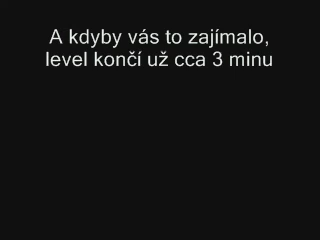 A kdyby vás to zajímalo,
level končí už cca 3 minu